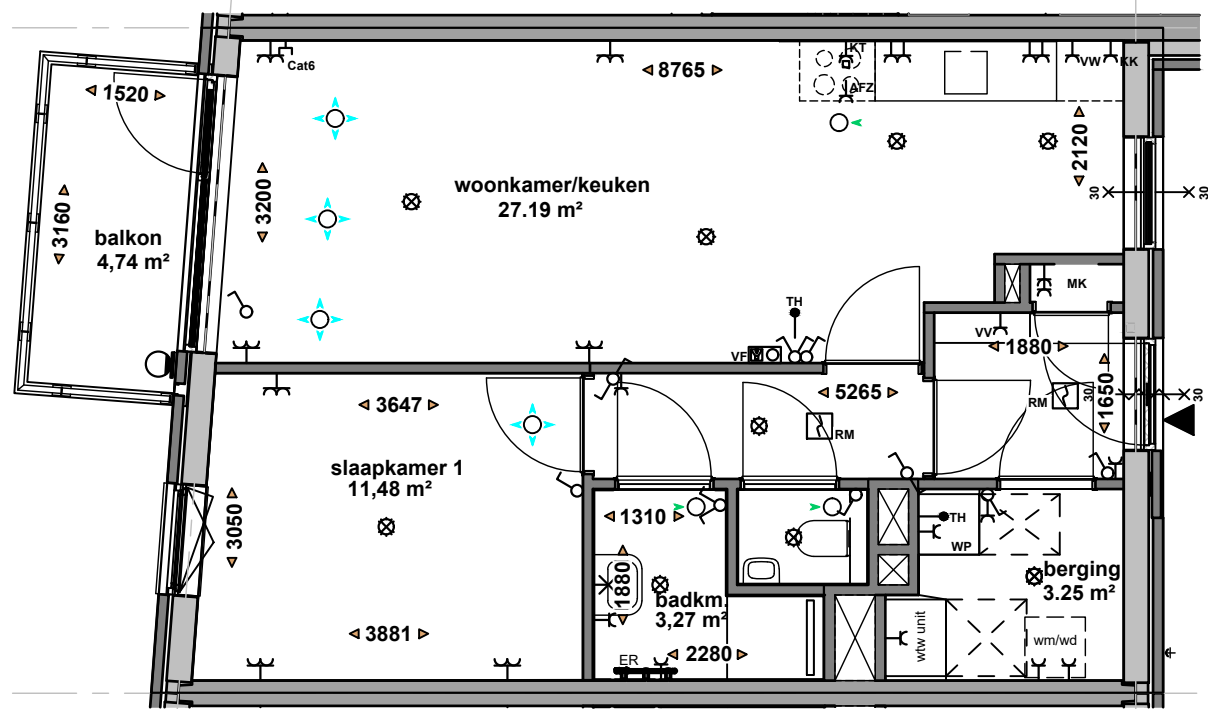 Cat6
8765
KT
AFZ
VW
KK
1520
2120
3200
3160
woonkamer/keuken
27.19 m²
30
30
balkon
4,74 m²
MK
TH
VV
1880
VF
1650
3647
5265
RM
RM
30
30
slaapkamer 1
11,48 m²
3050
1310
TH
WP
1880
berging
3.25 m²
badkm.
3,27 m²
3881
2280
ER
wtw unit
wm/wd